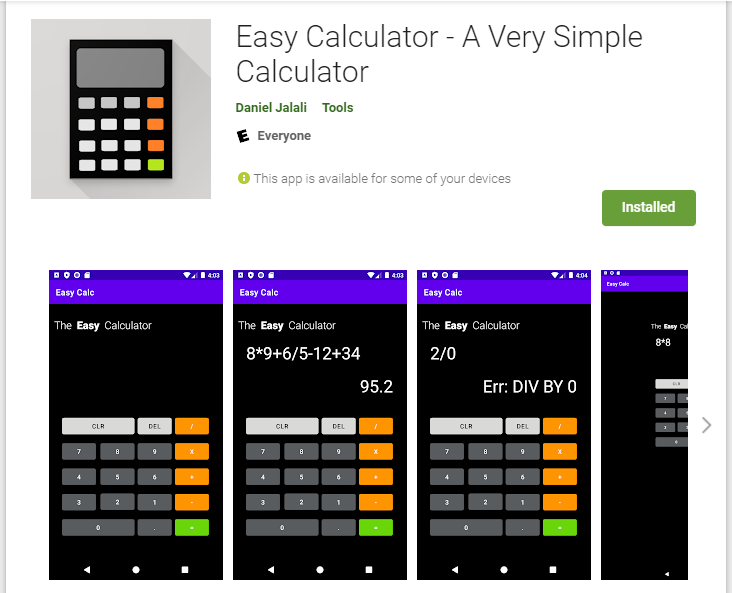 Easy Calculator - A Very Simple
Calculator
Daniel Jalali Tools
E Everyone
This app is available for some of your devices
Installed
4:03
Easy Calc
The Easy Calculator
CLR DEL /
7 8 9 X
4 5 6 +
3 2 1 -
0 . =
4:03
Easy Calc
The Easy Calculator
8*9+6/5-12+34
95.2
CLR DEL /
7 8 9 X
4 5 6 +
3 2 1 -
0 . =
4:04
Easy Calc
The Easy Calculator
2/0
Err: DIV BY 0
CLR DEL /
7 8 9 X
4 5 6 +
3 2 1 -
0 . =
Easy Calc
The Easy Cal
8*8
CLR
7
4
3
0